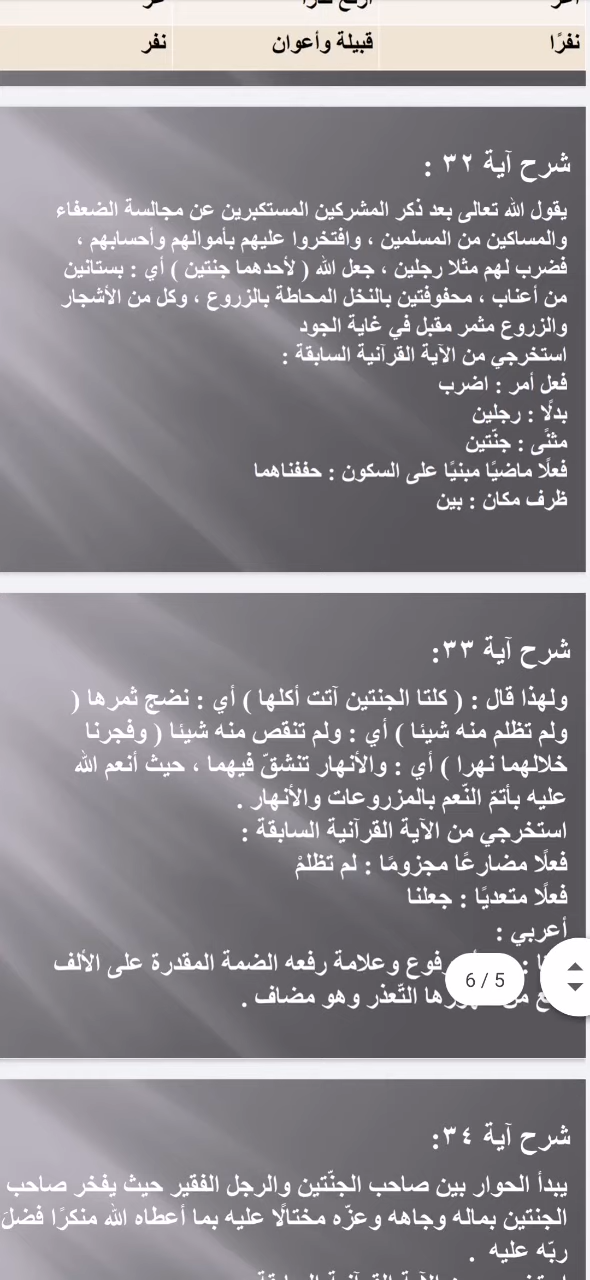 نفرًا قبيلة وأعوان نفر
شرح آية ٣٢ :
يقول الله تعالى بعد ذكر المشركين المستكبرين عن مجالسة الضعفاء
والمساكين من المسلمين ، وافتخروا عليهم بأموالهم وأحسابهم ،
فضرب لهم مثلا رجلين ، جعل الله ( لأحدهما جنتين ) أي : بستانين
من أعناب ، محفوفتين بالنخل المحاطة بالزروع ، وكل من الأشجار
والزروع مثمر مقبل في غاية الجود
استخرجي من الآية القرآنية السابقة :
فعل أمر : اضرب
بدلًا : رجلين
مثنًى : جنّتين
فعلًا ماضيًا مبنيًا على السكون : حففناهما
ظرف مكان : بين
شرح آية ٣٣:
ولهذا قال : ( كلتا الجنتين آتت أكلها ) أي : نضج ثمرها (
ولم تظلم منه شيئا ) أي : ولم تنقص منه شيئا ( وفجرنا
خلالهما نهرا ) أي : والأنهار تنشقّ فيهما ، حيث أنعم الله
عليه بأتمّ النّعم بالمزروعات والأنهار .
استخرجي من الآية القرآنية السابقة :
فعلًا مضارعًا مجزومًا : لم تظلمْ
فعلًا متعديًا : جعلنا
أعربي :
وعلامة رفعه الضمة المقدرة على الألف
التّعذر وهو مضاف .
6 / 5
شرح آية ٣٤:
يبدأ الحوار بين صاحب الجنّتين والرجل الفقير حيث يفخر صاحب
الجنتين بماله وجاهه وعزّه مختالًا عليه بما أعطاه الله منكرًا فضلَ
ربّه عليه .